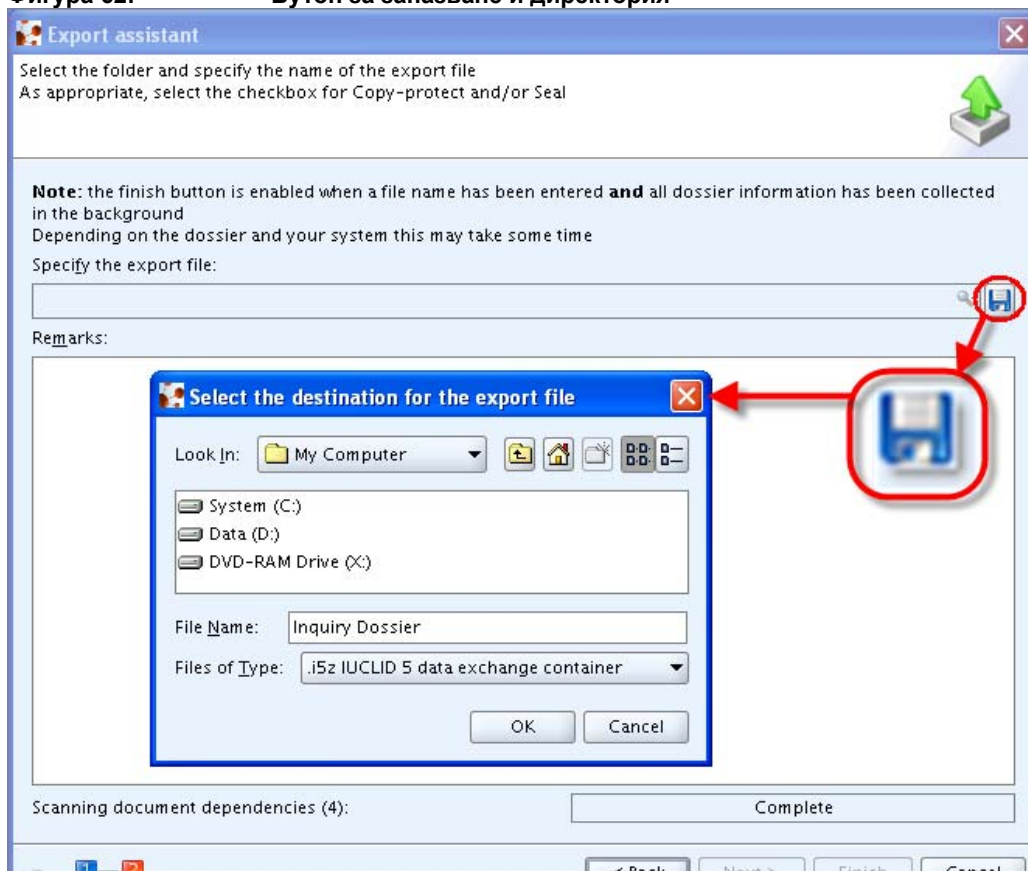 Export assistant
Select the folder and specify the name of the export file
As appropriate, select the checkbox for Copy-protect and/or Seal
Note: the finish button is enabled when a file name has been entered and all dossier information has been collected
in the background
Depending on the dossier and your system this may take some time
Specify the export file:
Remarks:
Select the destination for the export file
Look In: My Computer
System (C:)
Data (D:)
DVD-RAM Drive (X:)
File Name: Inquiry Dossier
Files of Type: .i5z IUCLID 5 data exchange container
OK Cancel
Scanning document dependencies (4): Complete
< Back Next > Finish Cancel